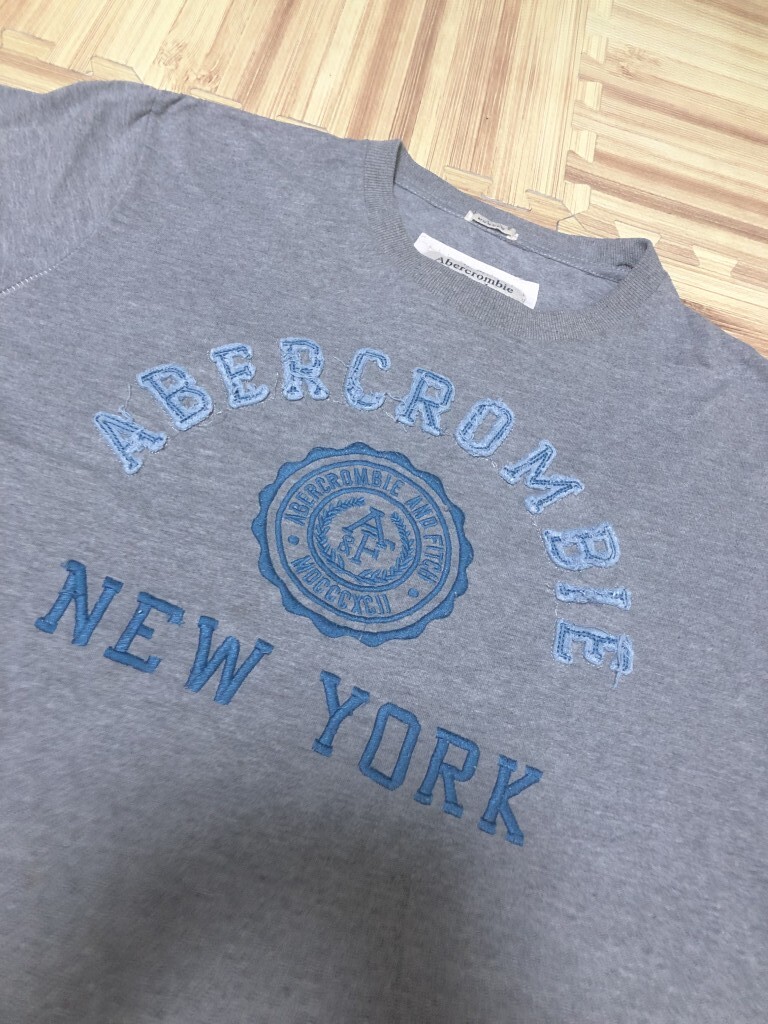 Abercrombie
ABERCROMBIE
ABERCROMBIE AND FITCH
A&F
MDCCCXCII
NEW YORK